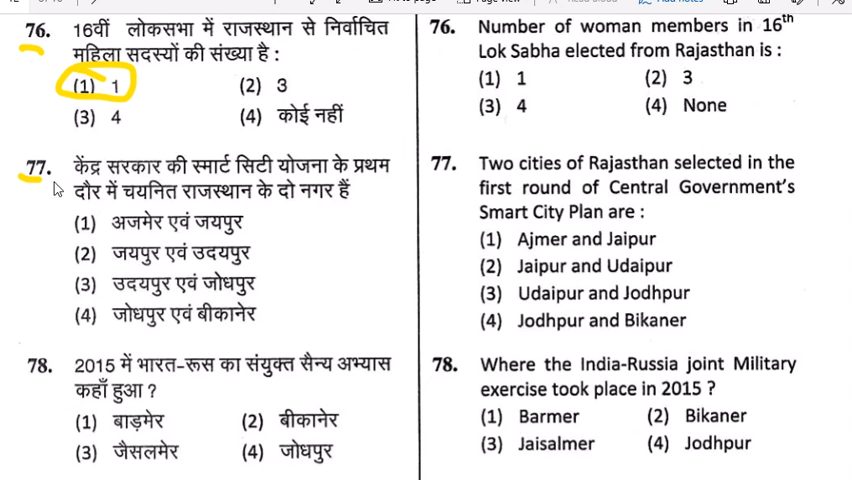 76. 16वीं लोकसभा में राजस्थान से निर्वाचित
महिला सदस्यों की संख्या है :
(1) 1 (2) 3
(3) 4 (4) कोई नहीं
77. केंद्र सरकार की स्मार्ट सिटी योजना के प्रथम
दौर में चयनित राजस्थान के दो नगर हैं
(1) अजमेर एवं जयपुर
(2) जयपुर एवं उदयपुर
(3) उदयपुर एवं जोधपुर
(4) जोधपुर एवं बीकानेर
78. 2015 में भारत-रूस का संयुक्त सैन्य अभ्यास
कहाँ हुआ ?
(1) बाड़मेर (2) बीकानेर
(3) जैसलमेर (4) जोधपुर
76. Number of woman members in 16th
Lok Sabha elected from Rajasthan is :
(1) 1 (2) 3
(3) 4 (4) None
77. Two cities of Rajasthan selected in the
first round of Central Government's
Smart City Plan are :
(1) Ajmer and Jaipur
(2) Jaipur and Udaipur
(3) Udaipur and Jodhpur
(4) Jodhpur and Bikaner
78. Where the India-Russia joint Military
exercise took place in 2015 ?
(1) Barmer (2) Bikaner
(3) Jaisalmer (4) Jodhpur